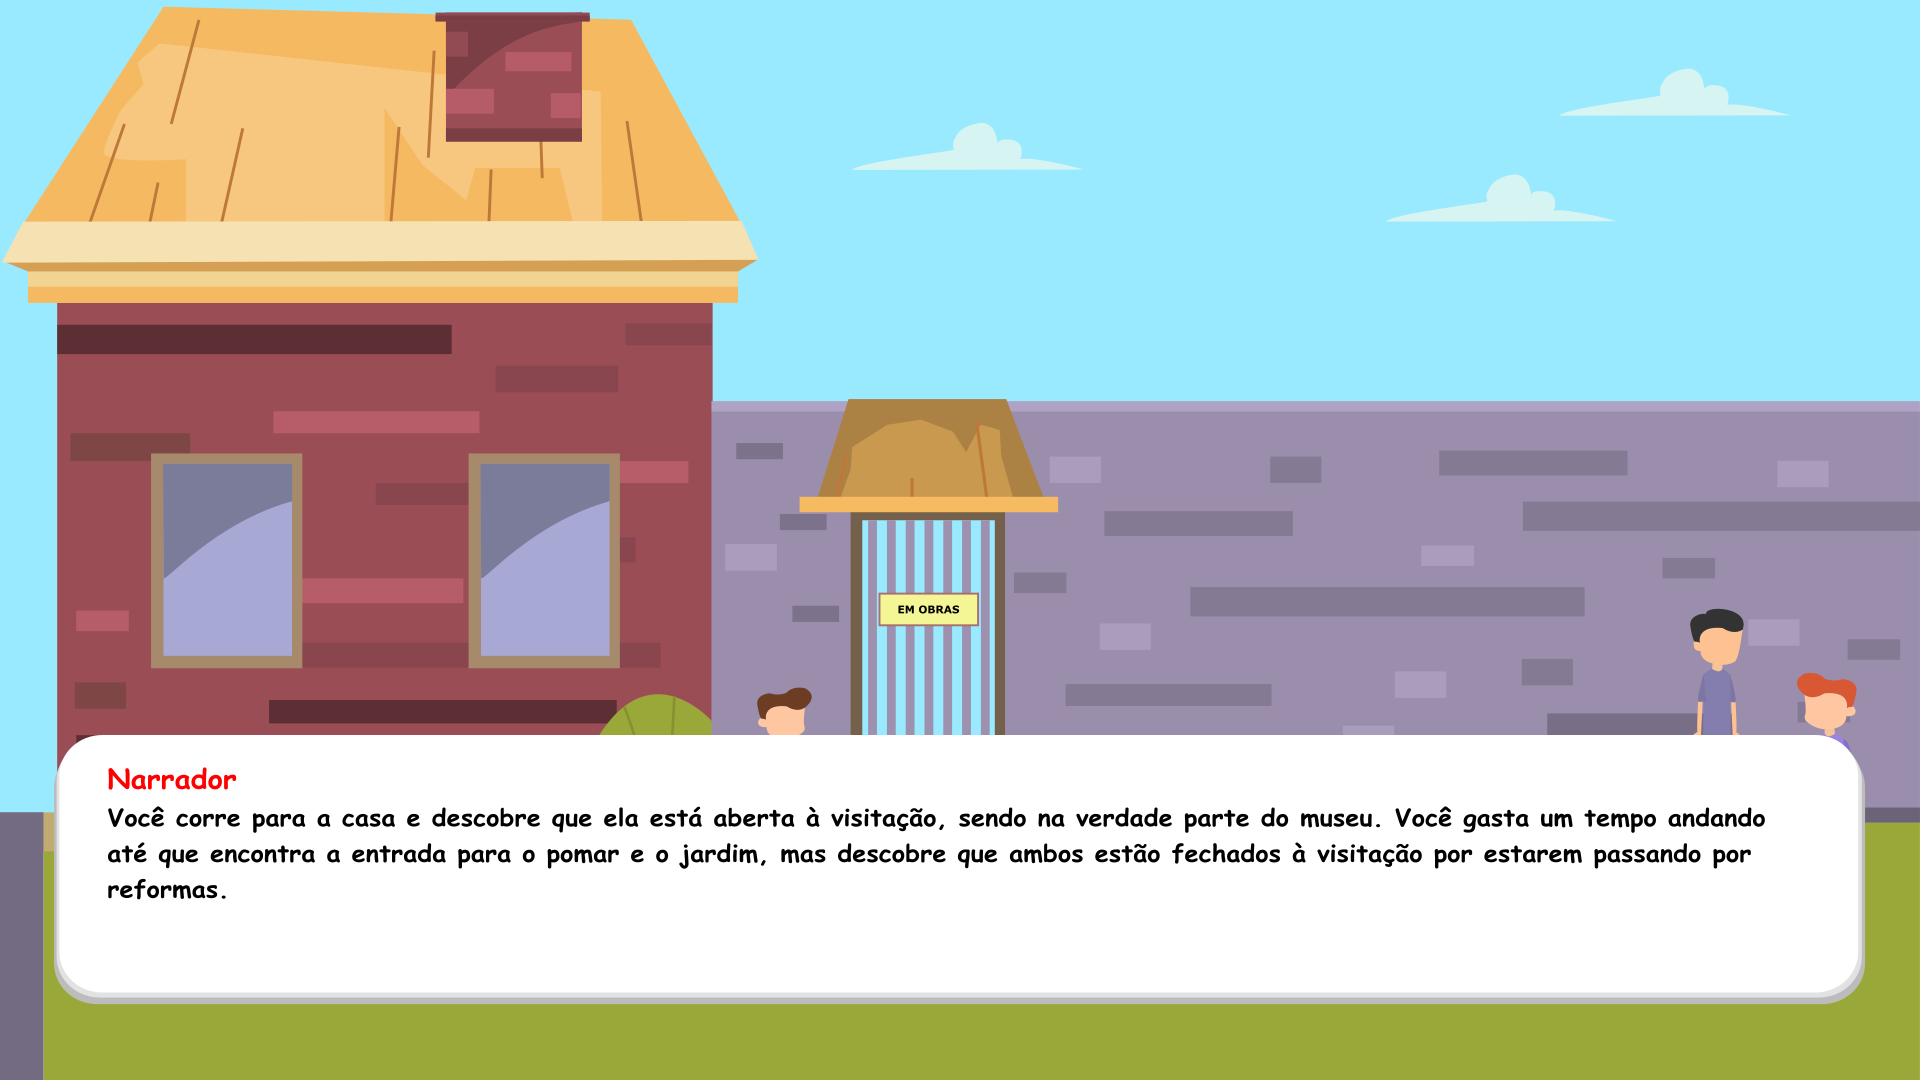 EM OBRAS
Narrador
Você corre para a casa e descobre que ela está aberta à visitação, sendo na verdade parte do museu. Você gasta um tempo andando
até que encontra a entrada para o pomar e o jardim, mas descobre que ambos estão fechados à visitação por estarem passando por
reformas.